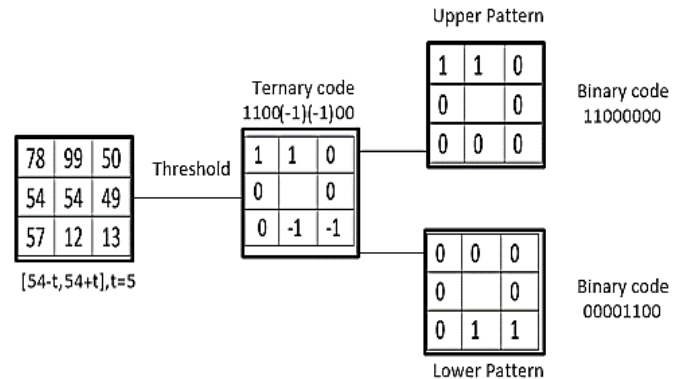 Upper Pattern
1 1 0
0 0
0 0 0
Binary code
11000000
Ternary code
1100(-1)(-1)00
1 1 0
0 0
0 -1 -1
Threshold
78 99 50
54 54 49
57 12 13
[54-t,54+t],t=5
0 0 0
0 0
0 1 1
Binary code
00001100
Lower Pattern